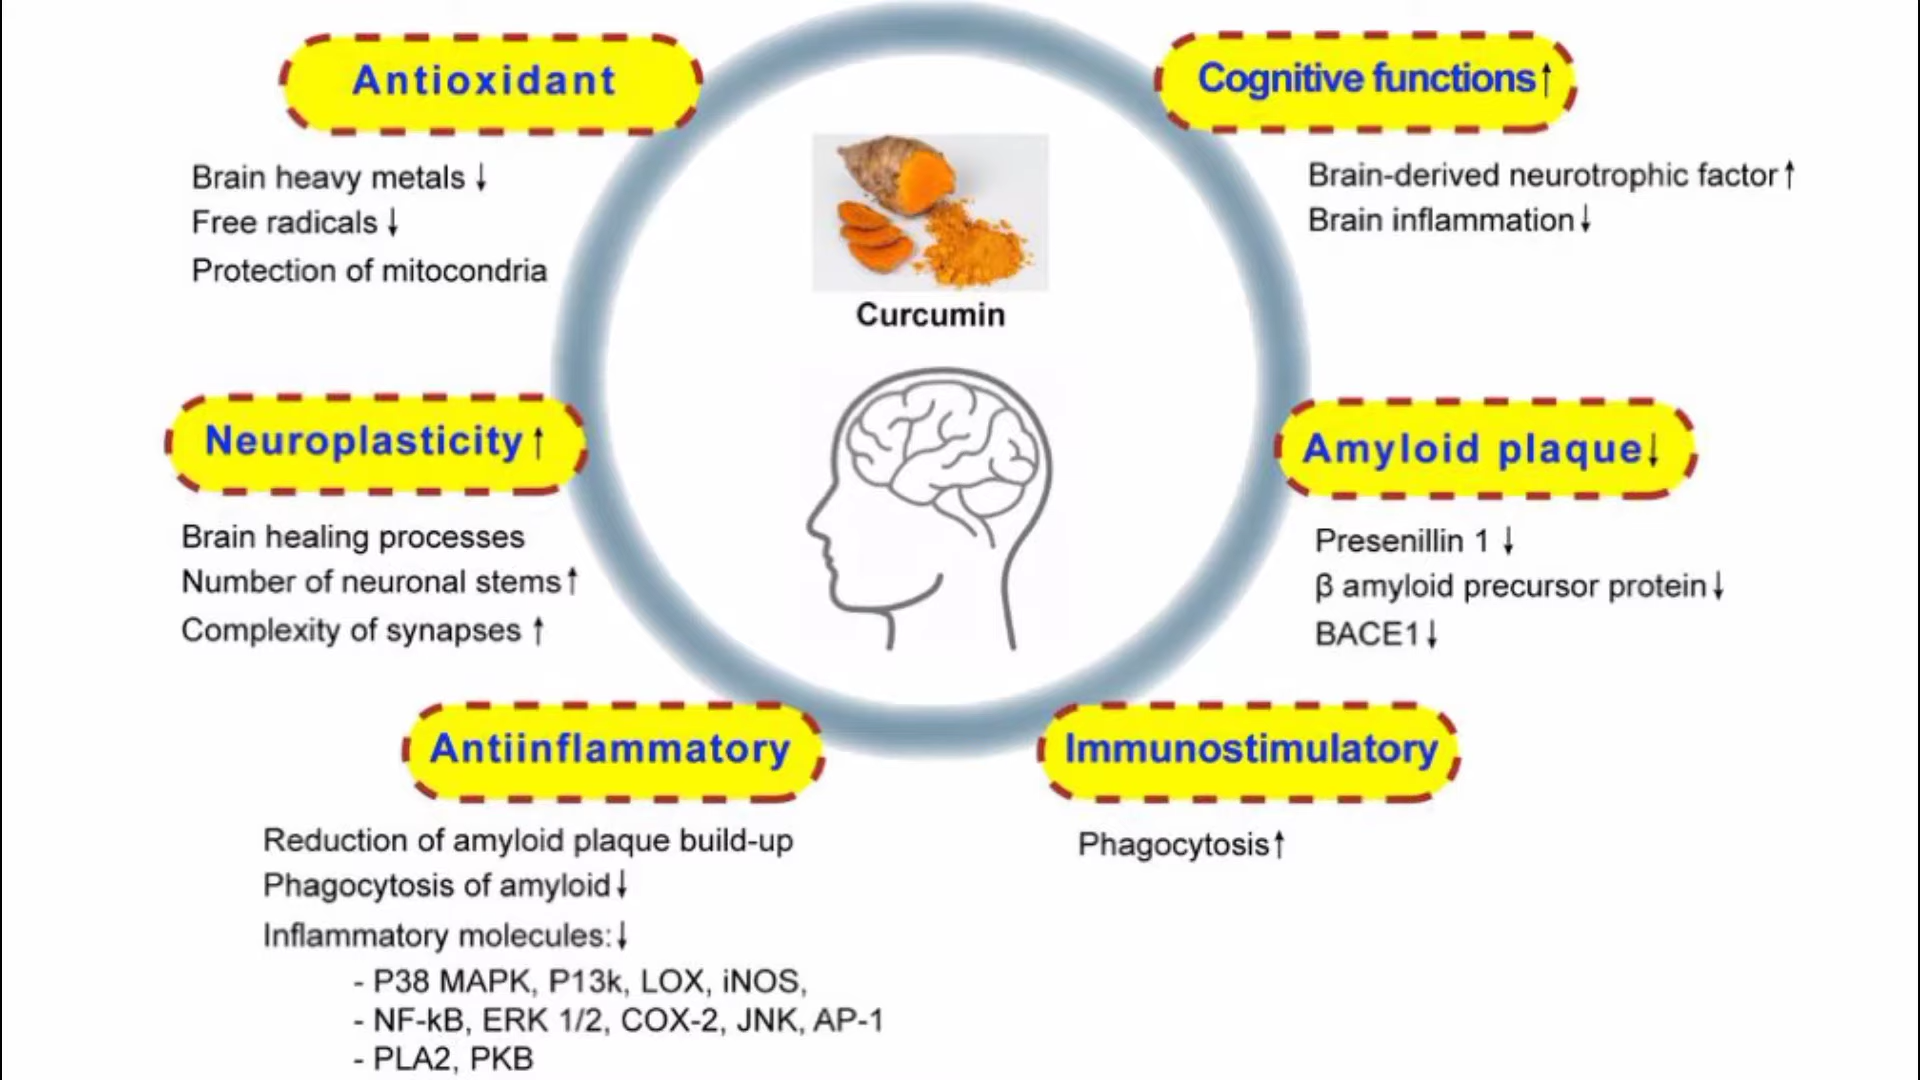 Antioxidant
Brain heavy metals ↓
Free radicals ↓
Protection of mitocondria
Cognitive functions ↑
Brain-derived neurotrophic factor ↑
Brain inflammation ↓
Curcumin
Neuroplasticity ↑
Brain healing processes
Number of neuronal stems ↑
Complexity of synapses ↑
Amyloid plaque ↓
Presenillin 1 ↓
β amyloid precursor protein ↓
BACE1 ↓
Antiinflammatory
Reduction of amyloid plaque build-up
Phagocytosis of amyloid ↓
Inflammatory molecules: ↓
- P38 MAPK, P13k, LOX, iNOS,
- NF-kB, ERK 1/2, COX-2, JNK, AP-1
- PLA2, PKB
Immunostimulatory
Phagocytosis ↑